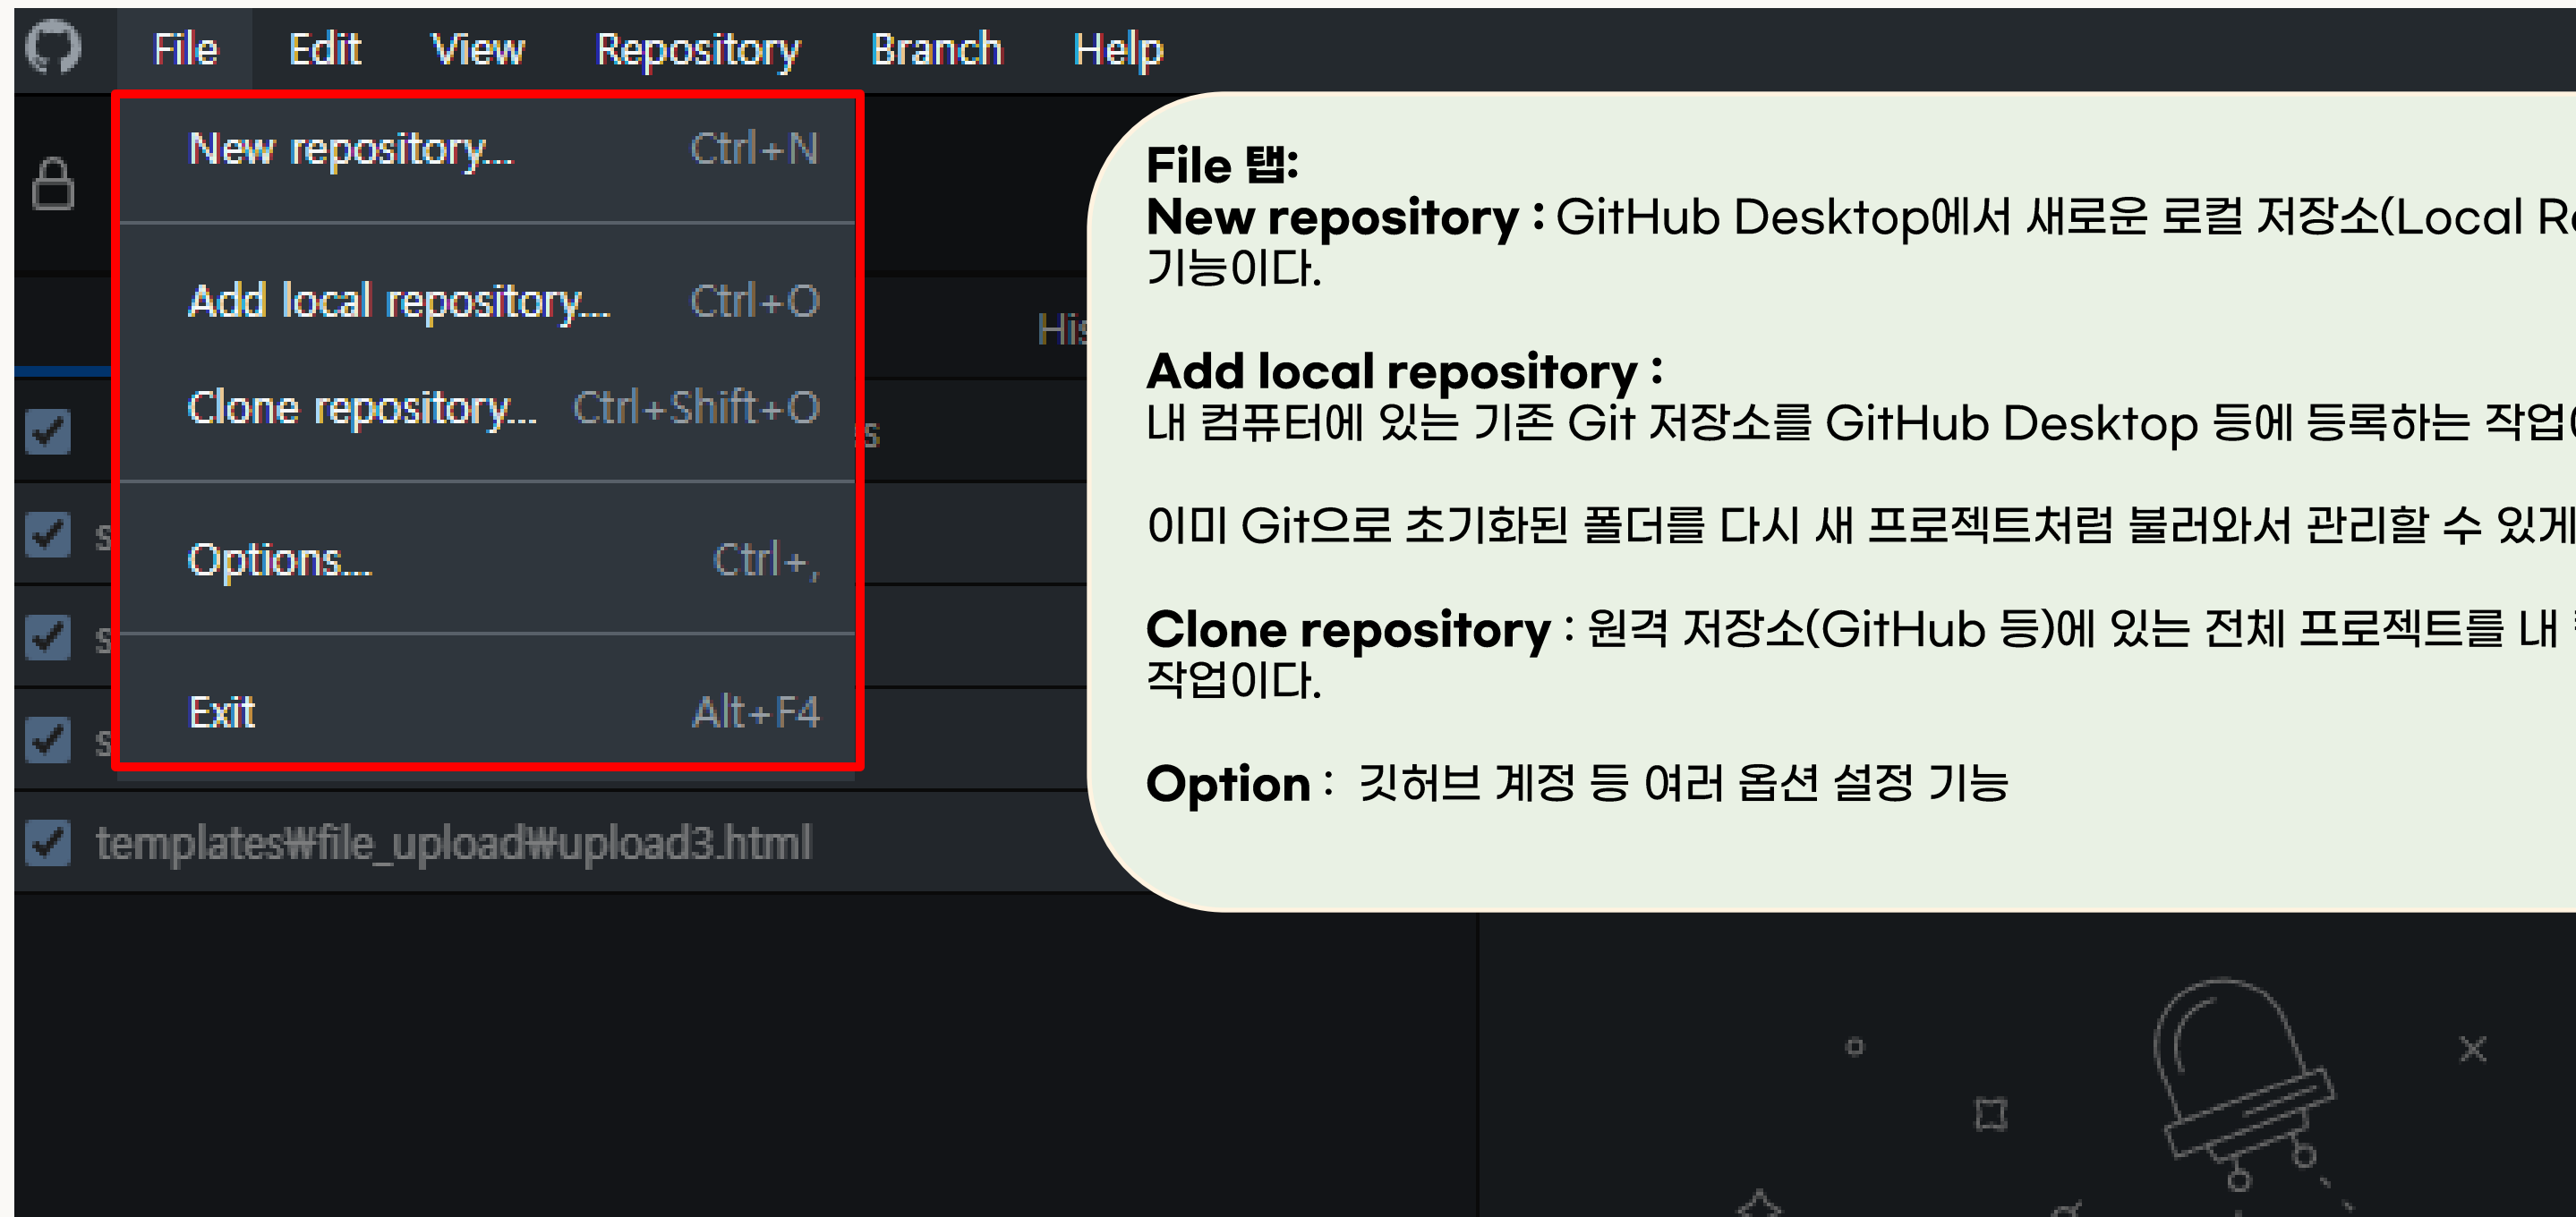 File Edit View Repository Branch Help
New repository... Ctrl+N
Add local repository... Ctrl+O
Clone repository... Ctrl+Shift+O
Options... Ctrl+,
Exit Alt+F4
templates₩file_upload₩upload3.html
File 탭:
New repository : GitHub Desktop에서 새로운 로컬 저장소(Local
기능이다.
Add local repository :
내 컴퓨터에 있는 기존 Git 저장소를 GitHub Desktop 등에 등록하는
이미 Git으로 초기화된 폴더를 다시 새 프로젝트처럼 불러와서 관리할 수 있게
Clone repository : 원격 저장소(GitHub 등)에 있는 전체 프로젝트를 내
작업이다.
Option : 깃허브 계정 등 여러 옵션 설정 기능